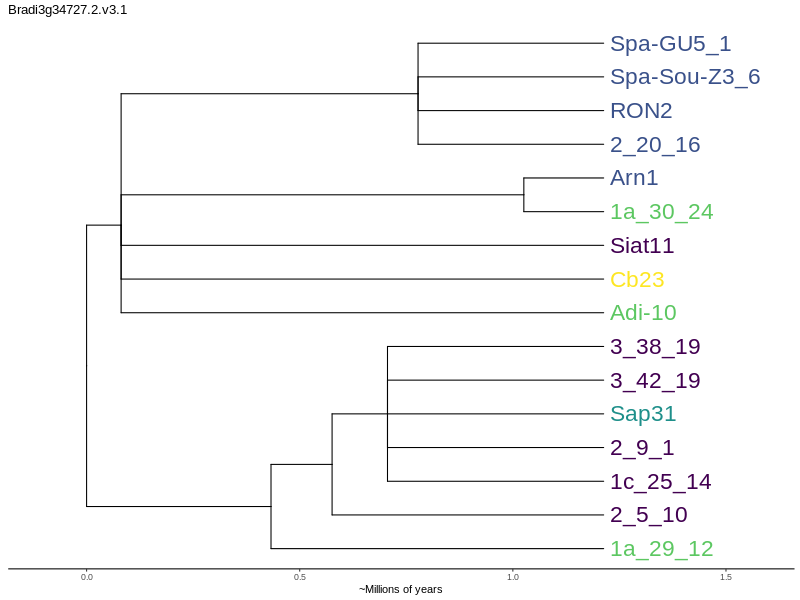 Bradi3g34727.2.v3.1
Spa-GU5_1
Spa-Sou-Z3_6
RON2
2_20_16
Arn1
1a_30_24
Siat11
Cb23
Adi-10
3_38_19
3_42_19
Sap31
2_9_1
1c_25_14
2_5_10
1a_29_12
0.0 0.5 1.0 1.5
~Millions of years